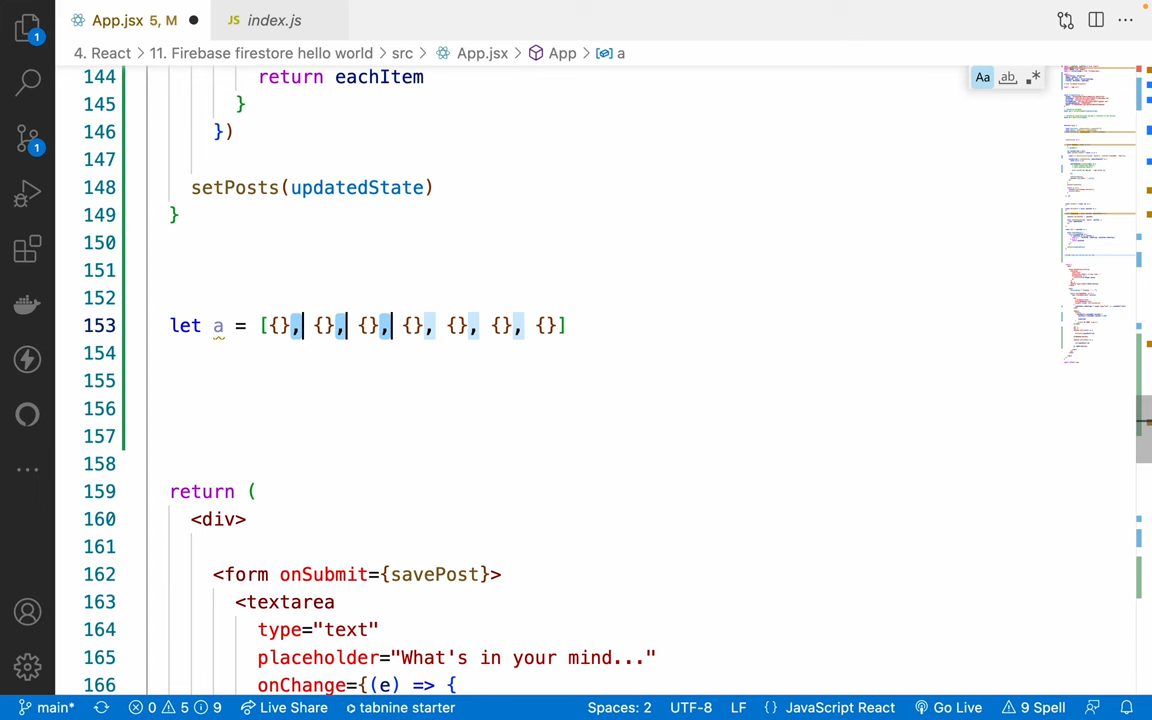 App.jsx 5, M ●
JS index.js
4. React > 11. Firebase firestore hello world > src > App.jsx > App > a
Aa ab, .*
144 return eachItem
145 }
146 })
147
148 setPosts(updatedState)
149 }
150
151
152
153 let a = [{}, {}, {}, {}, {}, {}, {}]
154
155
156
157
158
159 return (
160 <div>
161
162 <form onSubmit={savePost}>
163 <textarea
164 type="text"
165 placeholder="What's in your mind..."
166 onChange={(e) => {
1
1
main* 0 5 9 Live Share tabnine starter Spaces: 2 UTF-8 LF {} JavaScript React Go Live 9 Spell